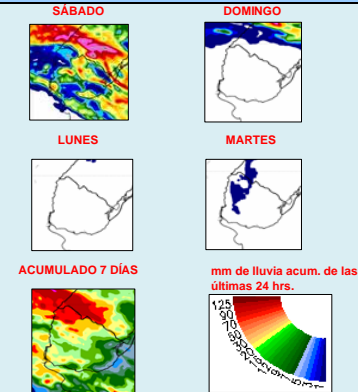 SÁBADO
DOMINGO
LUNES
MARTES
ACUMULADO 7 DÍAS
mm de lluvia acum. de las
últimas 24 hrs.
125
90
70